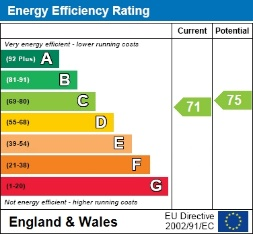 Energy Efficiency Rating
Current Potential
Very energy efficient - lower running costs
(92 Plus) A
(81-91) B
(69-80) C
(55-68) D
(39-54) E
(21-38) F
(1-20) G
71
75
Not energy efficient - higher running costs
England & Wales
EU Directive
2002/91/EC